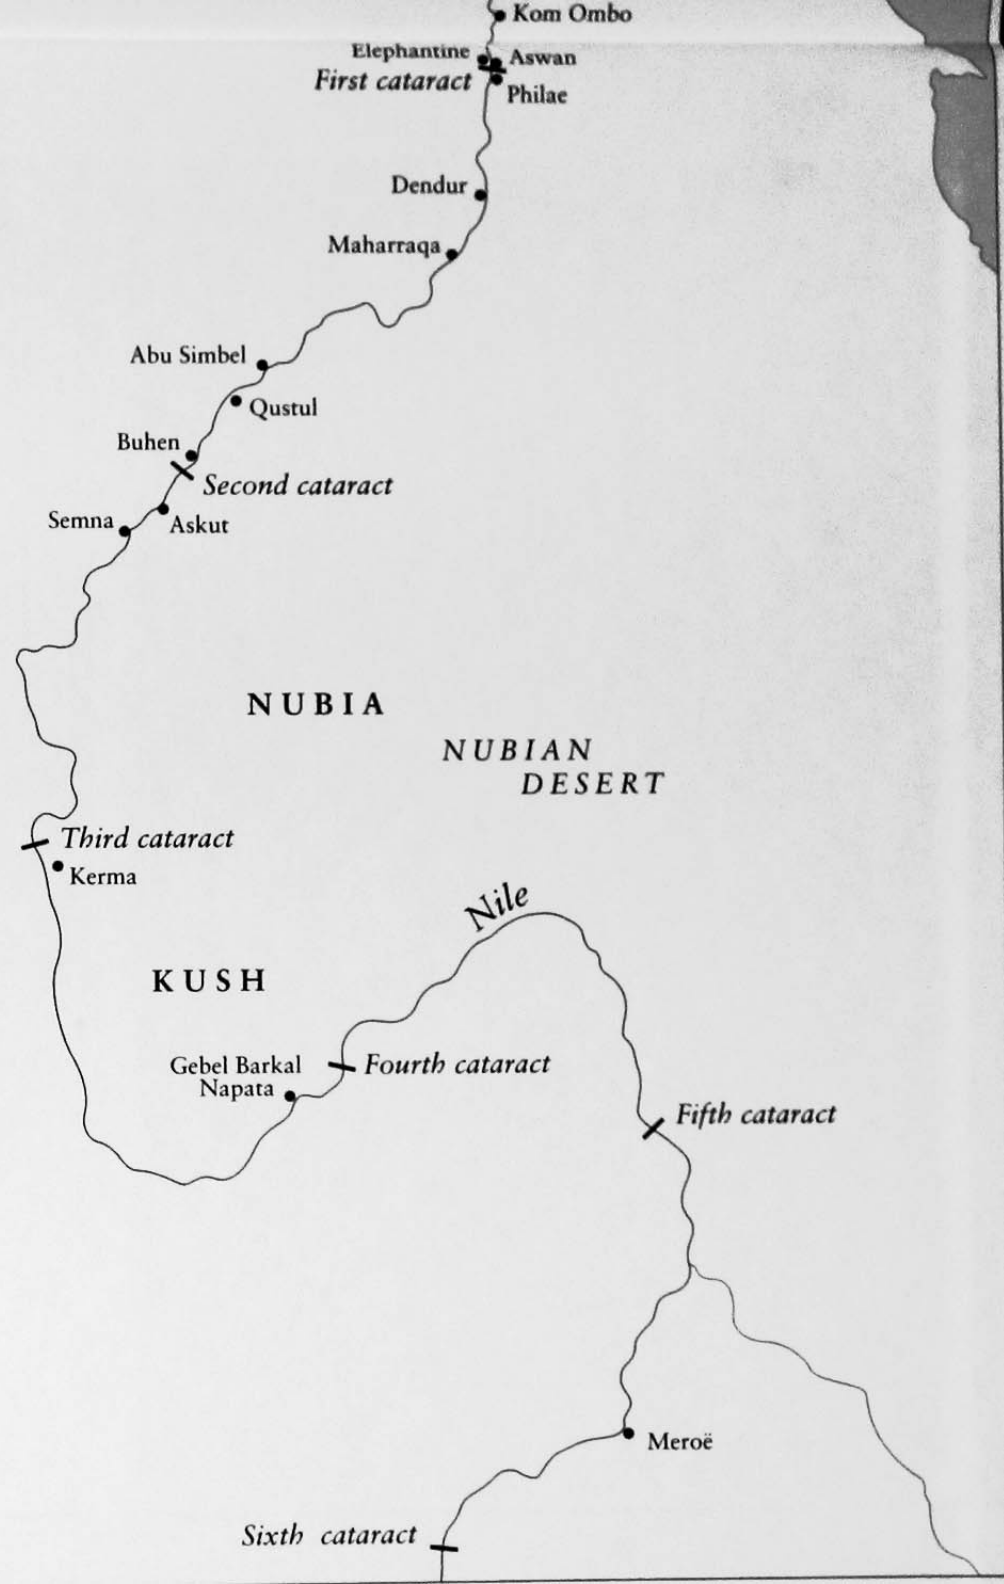 Kom Ombo
Elephantine
Aswan
First cataract
Philae
Dendur
Maharraqa
Abu Simbel
Qustul
Buhen
Second cataract
Semna
Askut
NUBIA
NUBIAN
DESERT
Third cataract
Kerma
Nile
KUSH
Gebel Barkal
Napata
Fourth cataract
Fifth cataract
Meroë
Sixth cataract